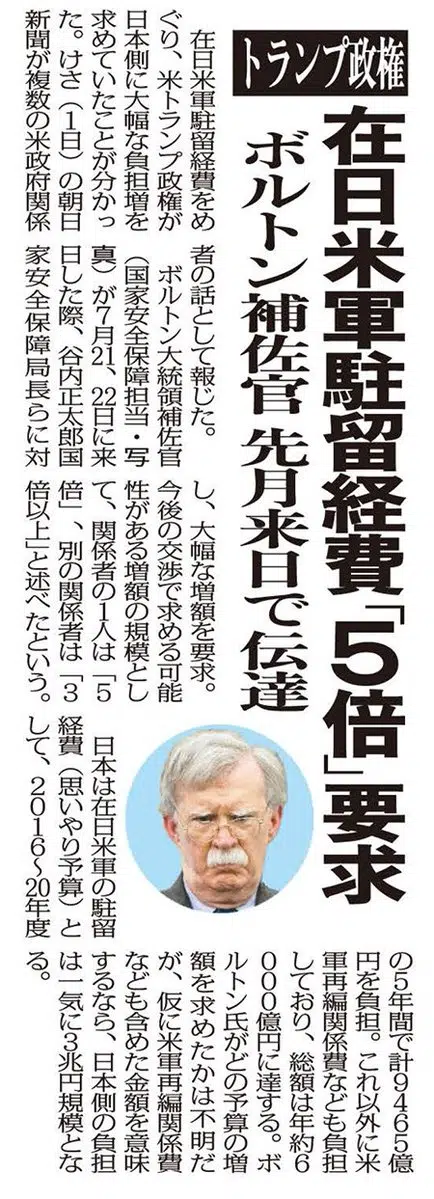 トランプ政権
在日米軍駐留経費「5倍」要求
ボルトン補佐官 先月来日で伝達
在日米軍駐留経費をめ
ぐり、米トランプ政権が
日本側に大幅な負担増を
求めていたことが分かっ
た。けさ（1日）の朝日
新聞が複数の米政府関係
者の話として報じた。
ボルトン大統領補佐官
（国家安全保障担当・写
真）が7月21、22日に来
日した際、谷内正太郎国
家安全保障局長らに対
し、大幅な増額を要求。
今後の交渉で求める可能
性がある増額の規模とし
て、関係者の1人は「5
倍」、別の関係者は「3
倍以上」と述べたという。
日本は在日米軍の駐留
経費（思いやり予算）と
して、2016〜20年度
の5年間で計9465億
円を負担。これ以外に米
軍再編関係費なども負担
しており、総額は年約6
000億円に達する。ボ
ルトン氏がどの予算の増
額を求めたかは不明だ
が、仮に米軍再編関係費
なども含めた金額を意味
するなら、日本側の負担
は一気に3兆円規模とな
る。